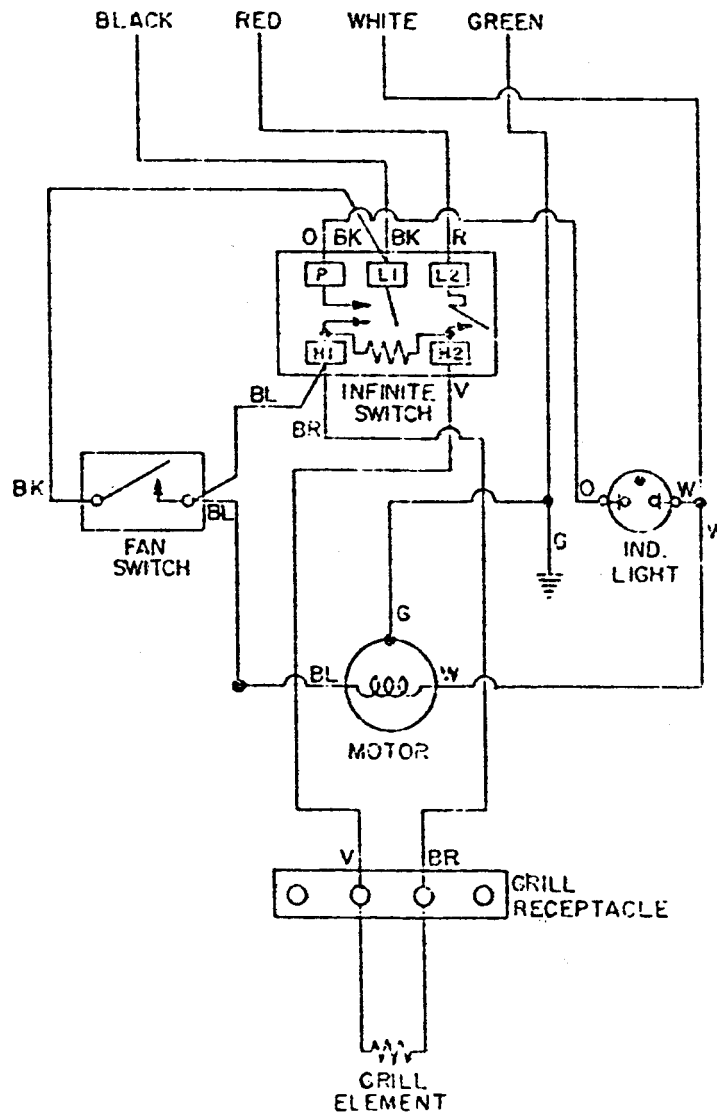 BLACK RED WHITE GREEN
O BK BK R
P L1 L2
H1 H2
INFINITE
SWITCH
V
BL
BR
BK
BL
FAN
SWITCH
O W
IND.
LIGHT
G
G
BL W
MOTOR
V BR
GRILL
RECEPTACLE
GRILL
ELEMENT